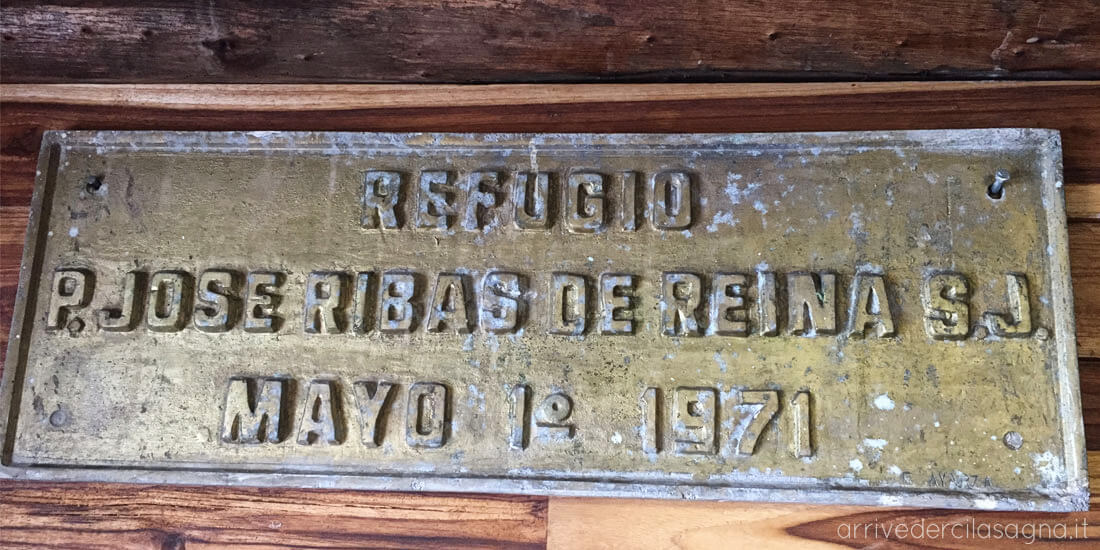 REFUGIO
P. JOSE RIBAS DE REINA S.J.
MAYO 1º 1971
arrivedercilasagna.it